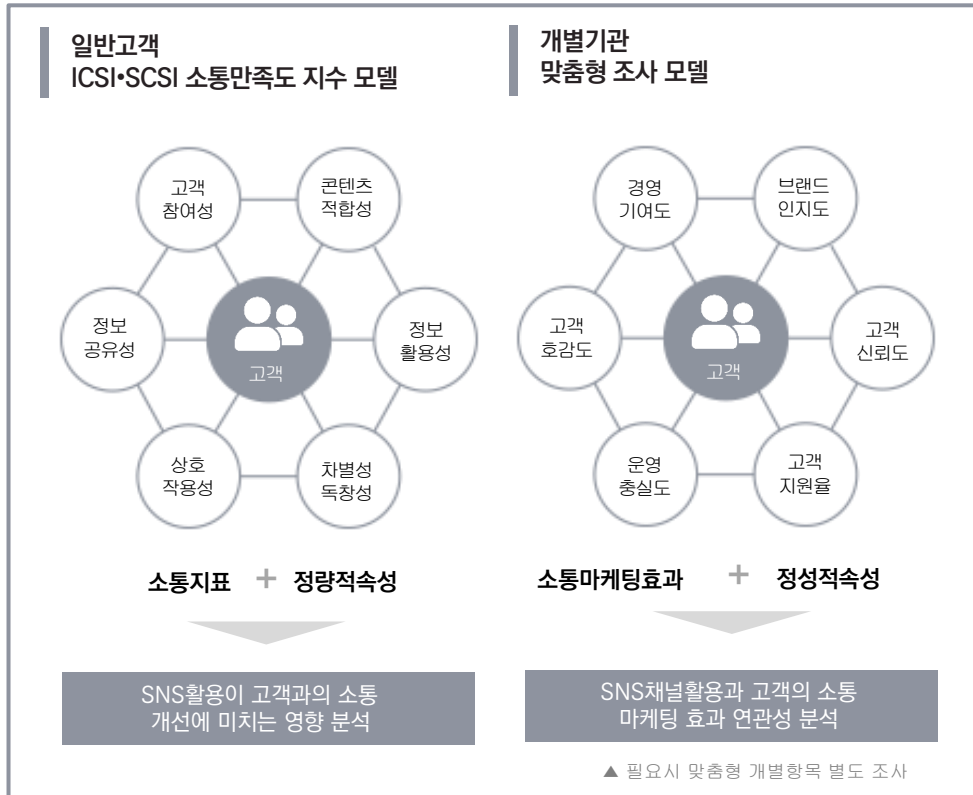 일반고객
ICSI•SCSI 소통만족도 지수 모델
고객
참여성
콘텐츠
적합성
정보
공유성
고객
정보
활용성
상호
작용성
차별성
독창성
소통지표 + 정량적속성
SNS활용이 고객과의 소통
개선에 미치는 영향 분석
개별기관
맞춤형 조사 모델
경영
기여도
브랜드
인지도
고객
호감도
고객
고객
신뢰도
운영
충실도
고객
지원율
소통마케팅효과 + 정성적속성
SNS채널활용과 고객의 소통
마케팅 효과 연관성 분석
▲ 필요시 맞춤형 개별항목 별도 조사